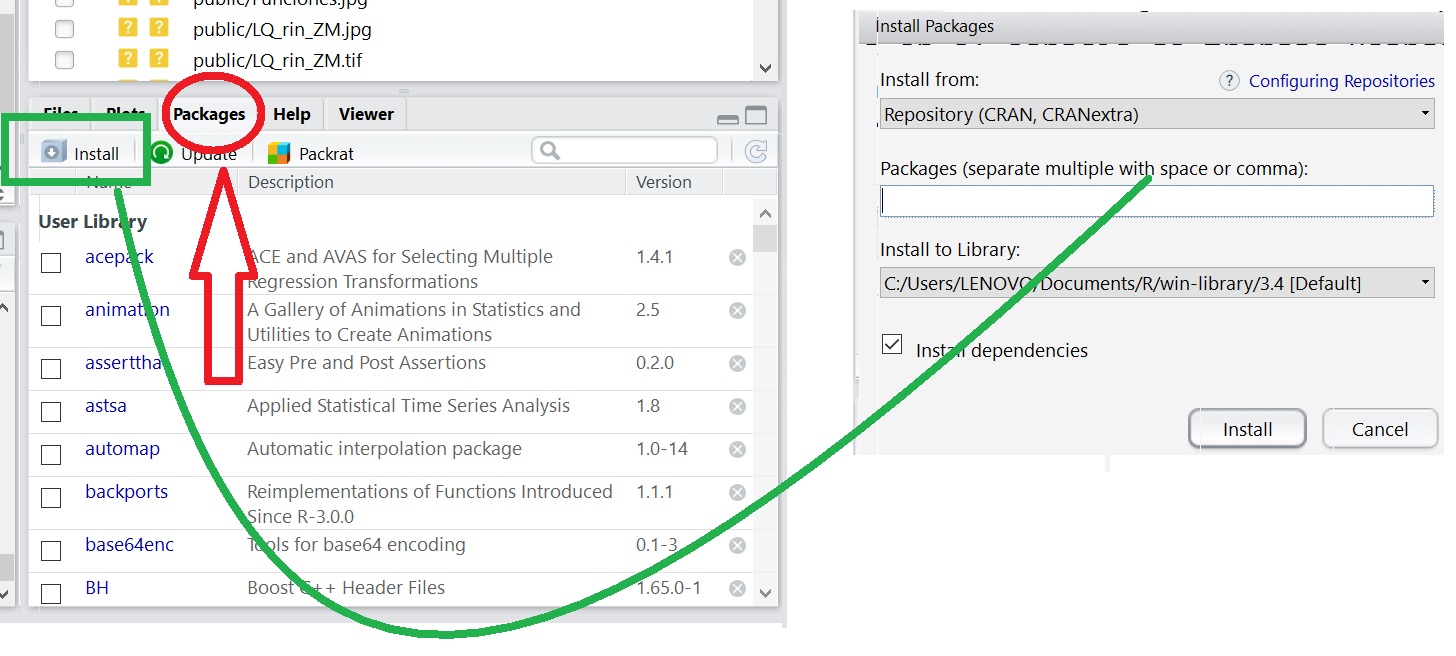 public/Funciones.jpg
public/LQ_rin_ZM.jpg
public/LQ_rin_ZM.tif
Files Plots Packages Help Viewer
Install Update Packrat
Name Description Version
User Library
acepack ACE and AVAS for Selecting Multiple 1.4.1
Regression Transformations
animation A Gallery of Animations in Statistics and 2.5
Utilities to Create Animations
assertthat Easy Pre and Post Assertions 0.2.0
astsa Applied Statistical Time Series Analysis 1.8
automap Automatic interpolation package 1.0-14
backports Reimplementations of Functions Introduced 1.1.1
Since R-3.0.0
base64enc Tools for base64 encoding 0.1-3
BH Boost C++ Header Files 1.65.0-1
Install Packages
Install from: ? Configuring Repositories
Repository (CRAN, CRANextra)
Packages (separate multiple with space or comma):
Install to Library:
C:/Users/LENOVO/Documents/R/win-library/3.4 [Default]
Install dependencies
Install Cancel